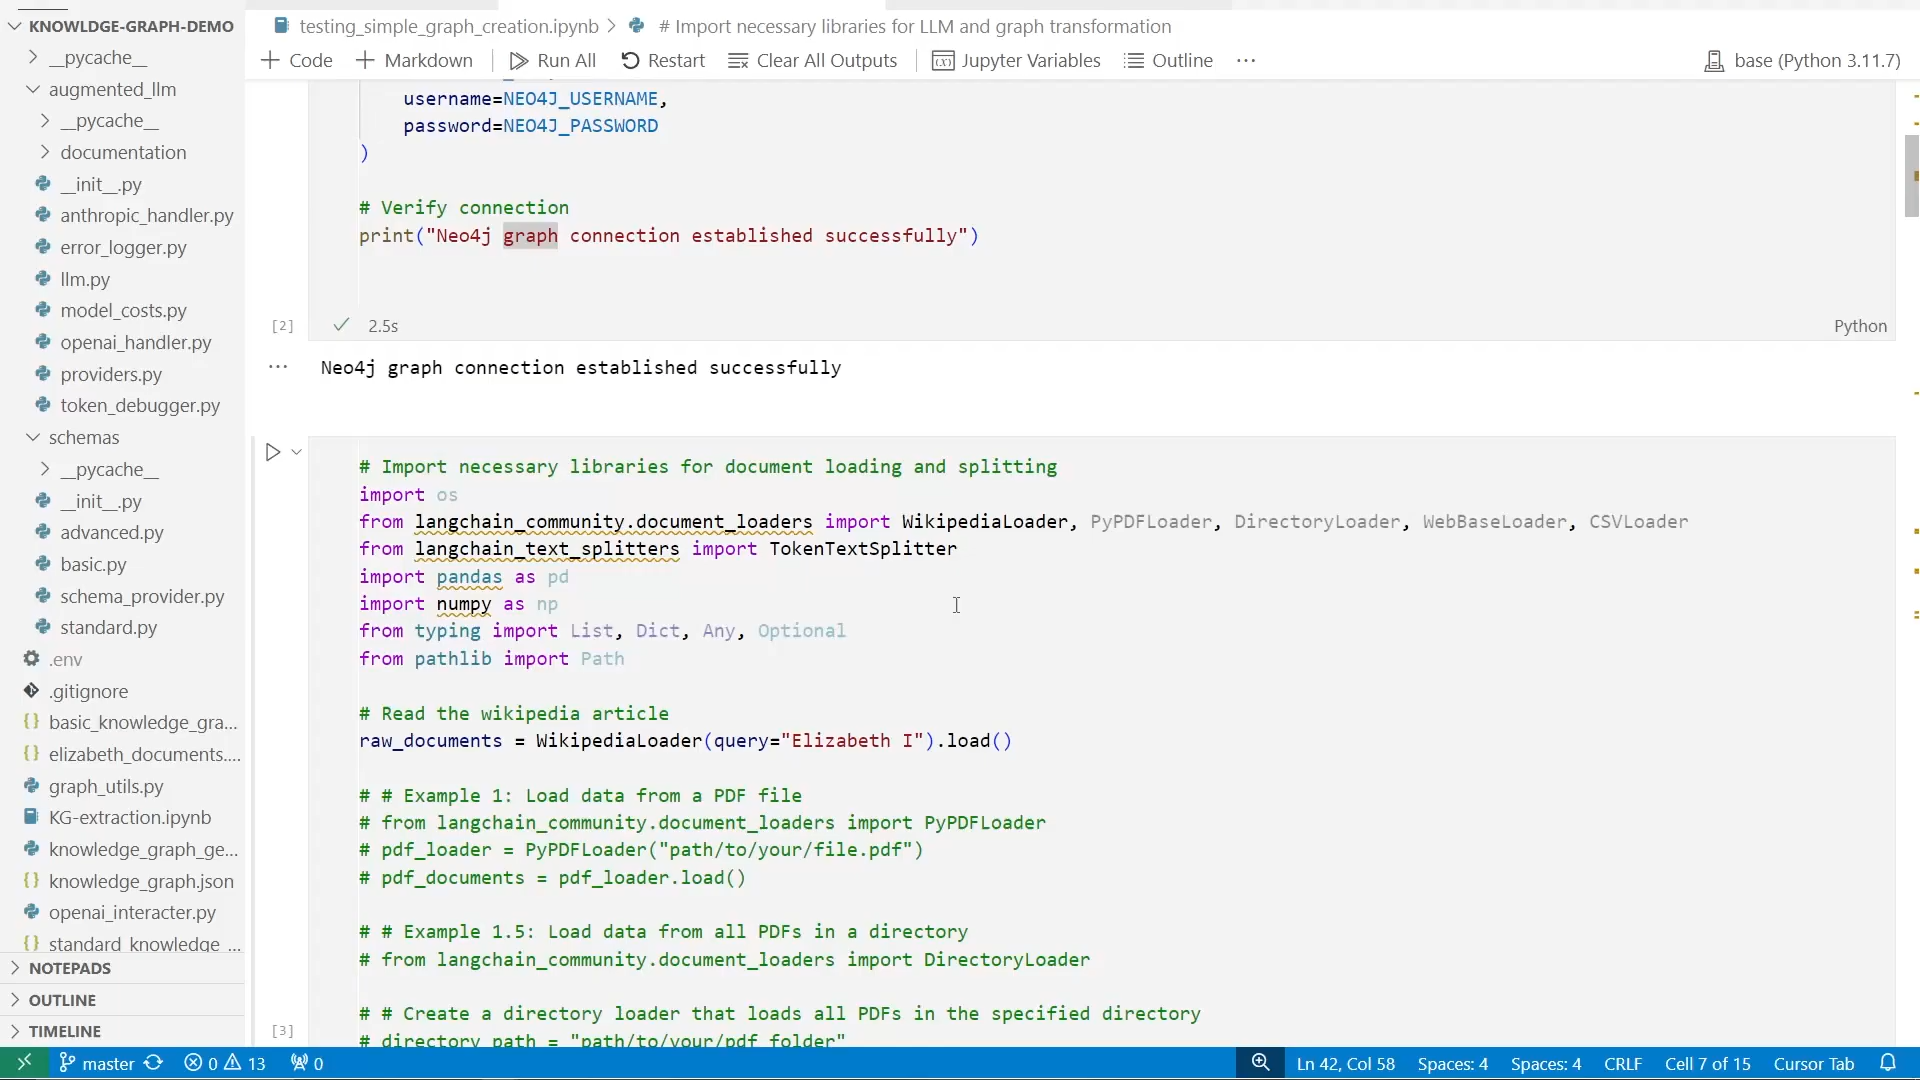 KNOWLDGE-GRAPH-DEMO
__pycache__
augmented_llm
__pycache__
documentation
__init__.py
anthropic_handler.py
error_logger.py
llm.py
model_costs.py
openai_handler.py
providers.py
token_debugger.py
schemas
__pycache__
__init__.py
advanced.py
basic.py
schema_provider.py
standard.py
.env
.gitignore
basic_knowledge_gra...
elizabeth_documents....
graph_utils.py
KG-extraction.ipynb
knowledge_graph_ge...
knowledge_graph.json
openai_interacter.py
standard_knowledge_...
NOTEPADS
OUTLINE
TIMELINE
testing_simple_graph_creation.ipynb > # Import necessary libraries for LLM and graph transformation
+ Code + Markdown Run All Restart Clear All Outputs Jupyter Variables Outline ... base (Python 3.11.7)
username=NEO4J_USERNAME,
password=NEO4J_PASSWORD
)
# Verify connection
print("Neo4j graph connection established successfully")
[2] 2.5s Python
... Neo4j graph connection established successfully
# Import necessary libraries for document loading and splitting
import os
from langchain_community.document_loaders import WikipediaLoader, PyPDFLoader, DirectoryLoader, WebBaseLoader, CSVLoader
from langchain_text_splitters import TokenTextSplitter
import pandas as pd
import numpy as np
from typing import List, Dict, Any, Optional
from pathlib import Path
# Read the wikipedia article
raw_documents = WikipediaLoader(query="Elizabeth I").load()
# # Example 1: Load data from a PDF file
# from langchain_community.document_loaders import PyPDFLoader
# pdf_loader = PyPDFLoader("path/to/your/file.pdf")
# pdf_documents = pdf_loader.load()
# # Example 1.5: Load data from all PDFs in a directory
# from langchain_community.document_loaders import DirectoryLoader
# # Create a directory loader that loads all PDFs in the specified directory
[3]
# directory_path = "path/to/your/pdf_folder"
master 0 13 0 Ln 42, Col 58 Spaces: 4 Spaces: 4 CRLF Cell 7 of 15 Cursor Tab